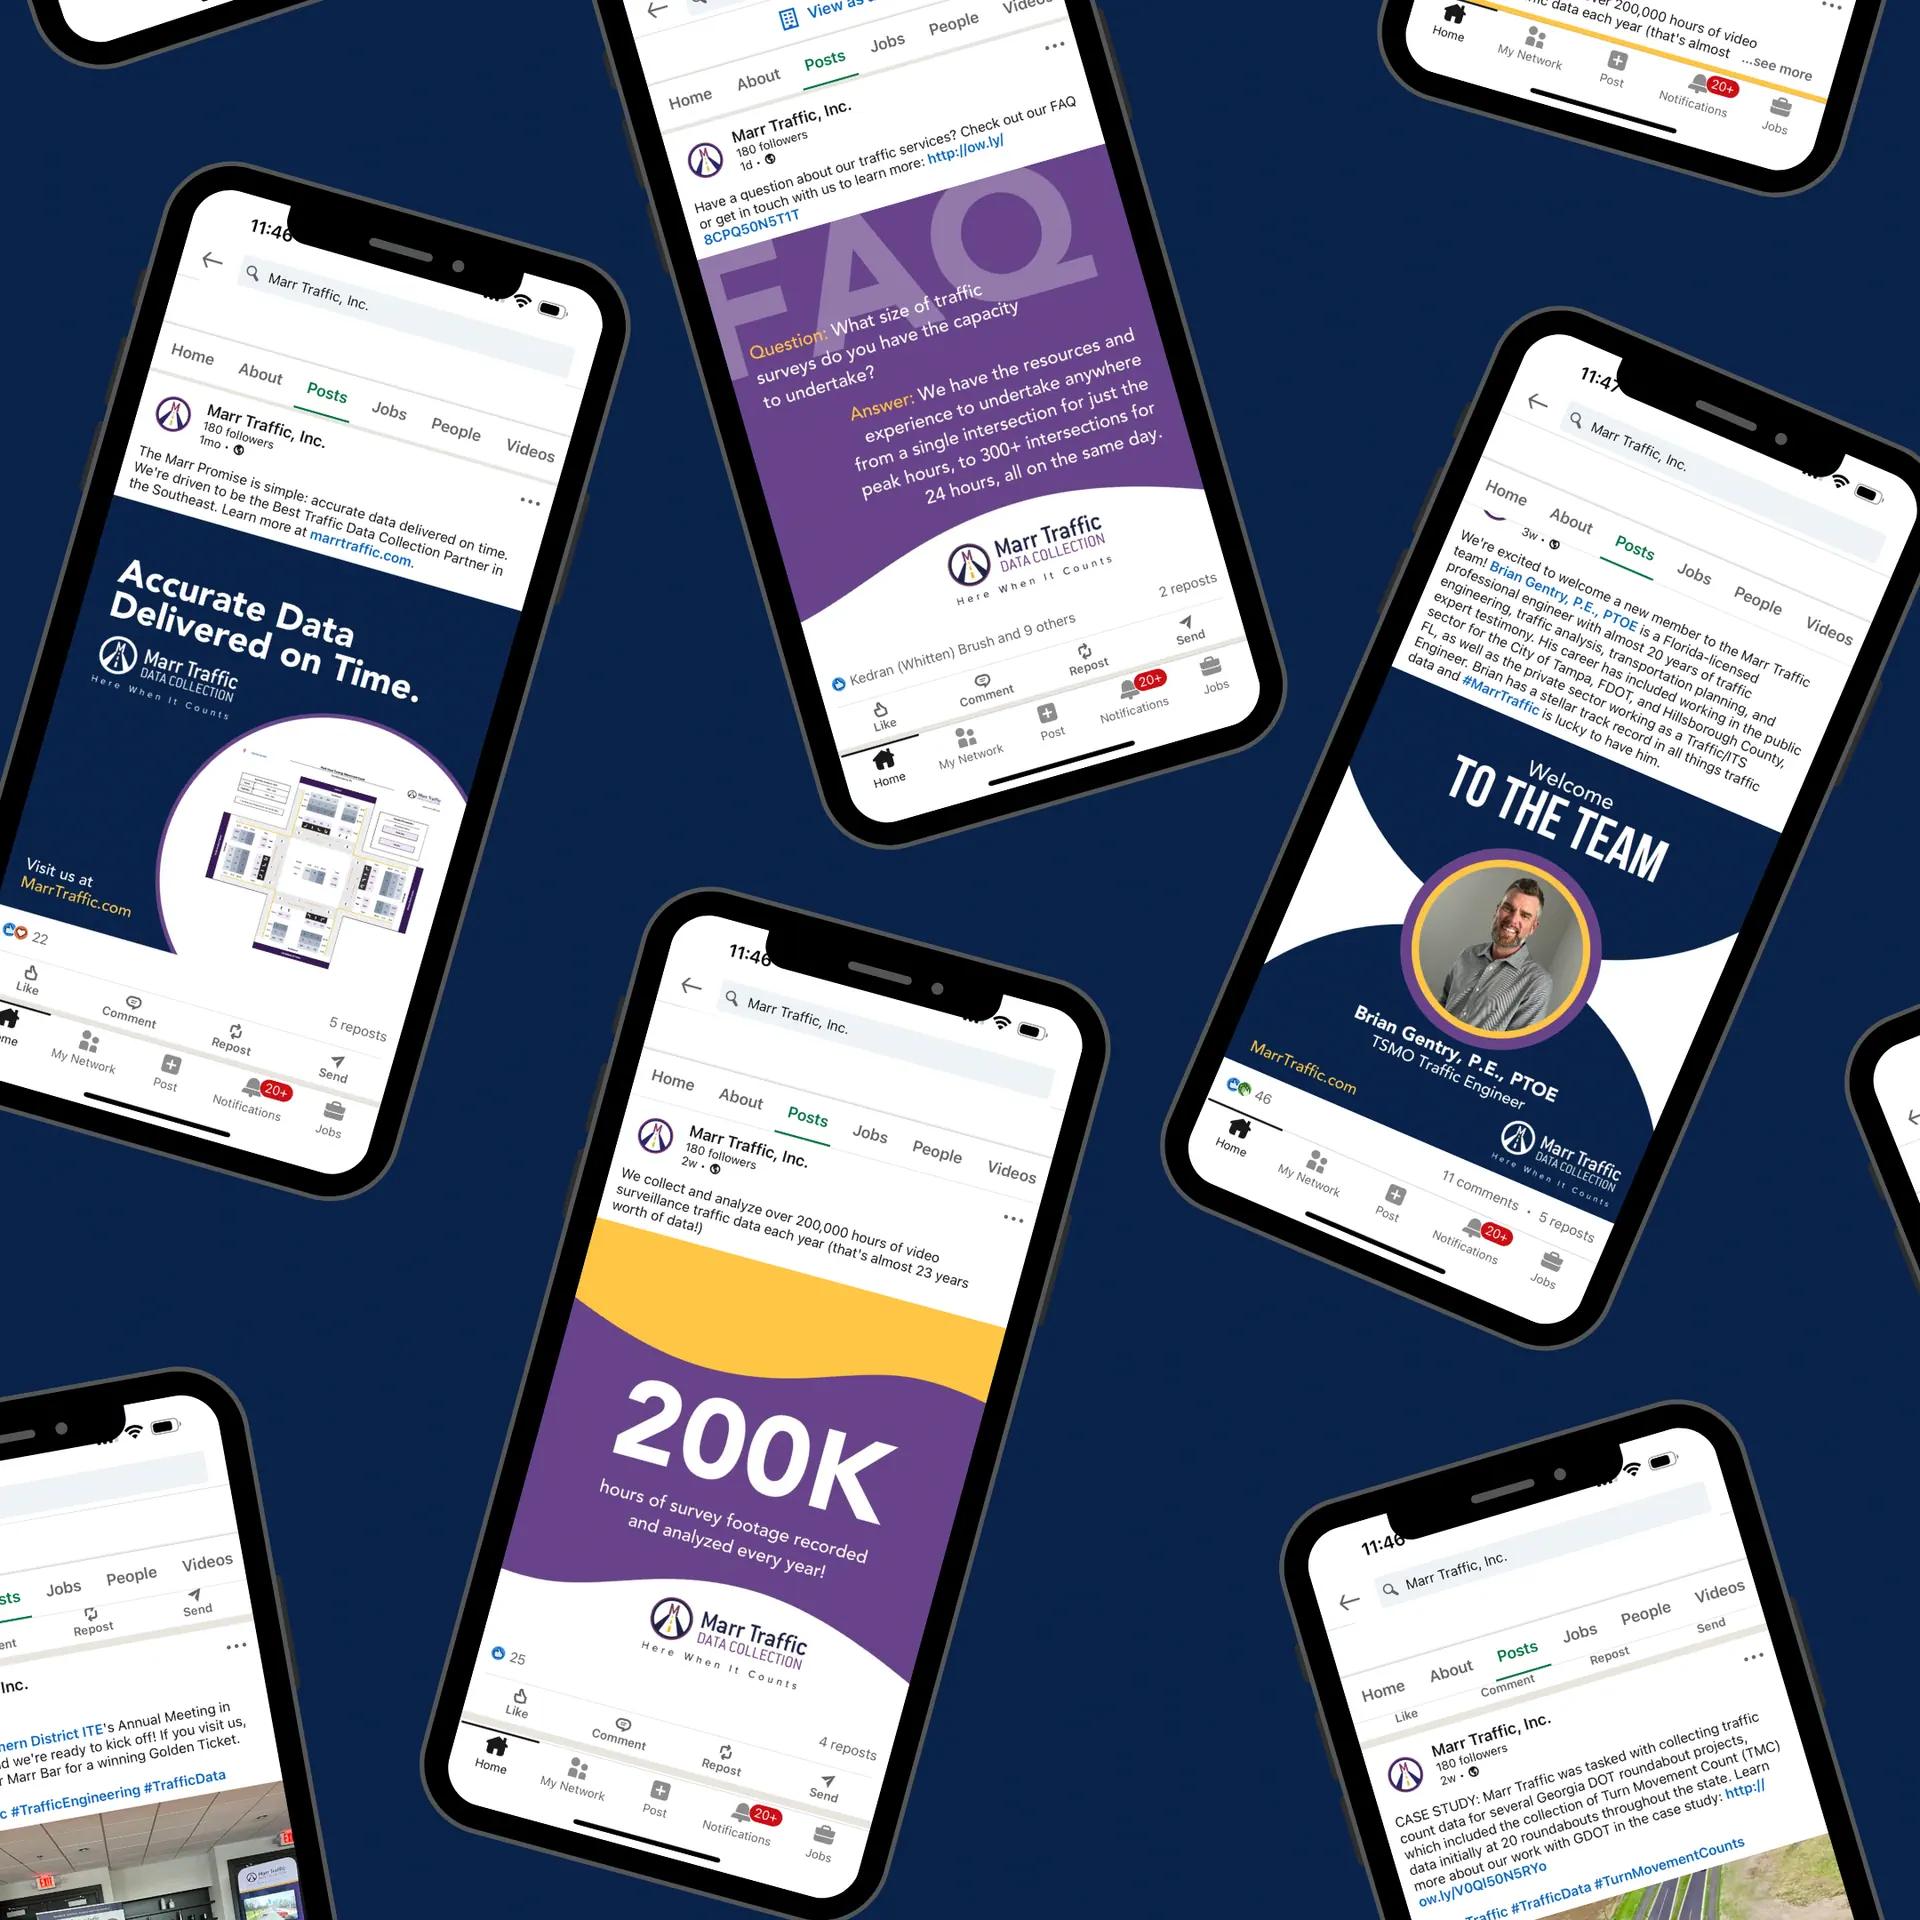 View as
Home About Posts Jobs People Videos
Marr Traffic, Inc.
180 followers
1d •
Have a question about our traffic services? Check out our FAQ
or get in touch with us to learn more: http://ow.ly/
8CPQ50N5T1T
FAQ
Question: What size of traffic
surveys do you have the capacity
to undertake?
Answer: We have the resources and
experience to undertake anywhere
from a single intersection for just the
peak hours, to 300+ intersections for
24 hours, all on the same day.
Marr Traffic
DATA COLLECTION
Here When It Counts
Kedran (Whitten) Brush and 9 others
2 reposts
Like Comment Repost Send
Home My Network Post Notifications 20+ Jobs
over 200,000 hours of video
data each year (that's almost
...see more
Home My Network Post Notifications 20+ Jobs
11:46
Marr Traffic, Inc.
Home About Posts Jobs People Videos
Marr Traffic, Inc.
180 followers
1mo •
The Marr Promise is simple: accurate data delivered on time.
We're driven to be the Best Traffic Data Collection Partner in
the Southeast. Learn more at marrtraffic.com.
Accurate Data
Delivered on Time.
Marr Traffic
DATA COLLECTION
Here When It Counts
Marr Traffic
Visit us at
MarrTraffic.com
22
5 reposts
Like Comment Repost Send
My Network Post Notifications 20+ Jobs
11:47
Marr Traffic, Inc.
Home About Posts Jobs People Videos
3w •
We're excited to welcome a new member to the Marr Traffic
team! Brian Gentry, P.E., PTOE is a Florida-licensed
professional engineer with almost 20 years of traffic
engineering, traffic analysis, transportation planning, and
expert testimony. His career has included working in the public
sector for the City of Tampa, FDOT, and Hillsborough County,
FL, as well as the private sector working as a Traffic/ITS
Engineer. Brian has a stellar track record in all things traffic
data and #MarrTraffic is lucky to have him.
Welcome
TO THE TEAM
Brian Gentry, P.E., PTOE
TSMO Traffic Engineer
MarrTraffic.com
Marr Traffic
DATA COLLECTION
Here When It Counts
46
11 comments • 5 reposts
Home My Network Post Notifications 20+ Jobs
11:46
Marr Traffic, Inc.
Home About Posts Jobs People Videos
Marr Traffic, Inc.
180 followers
2w •
We collect and analyze over 200,000 hours of video
surveillance traffic data each year (that's almost 23 years
worth of data!)
200K
hours of survey footage recorded
and analyzed every year!
Marr Traffic
DATA COLLECTION
Here When It Counts
25
4 reposts
Like Comment Repost Send
Home My Network Post Notifications 20+ Jobs
Jobs People Videos
Repost Send
Inc.
District ITE's Annual Meeting in
we're ready to kick off! If you visit us,
Marr Bar for a winning Golden Ticket.
#TrafficEngineering #TrafficData
EXIT
Marr Traffic
11:46
Marr Traffic, Inc.
Home About Posts Jobs People Videos
Like Comment Repost Send
Marr Traffic, Inc.
180 followers
2w •
CASE STUDY: Marr Traffic was tasked with collecting traffic
count data for several Georgia DOT roundabout projects,
which included the collection of Turn Movement Count (TMC)
data initially at 20 roundabouts throughout the state. Learn
more about our work with GDOT in the case study: http://
ow.ly/V0QI50N5RYo
#TrafficData #TurnMovementCounts